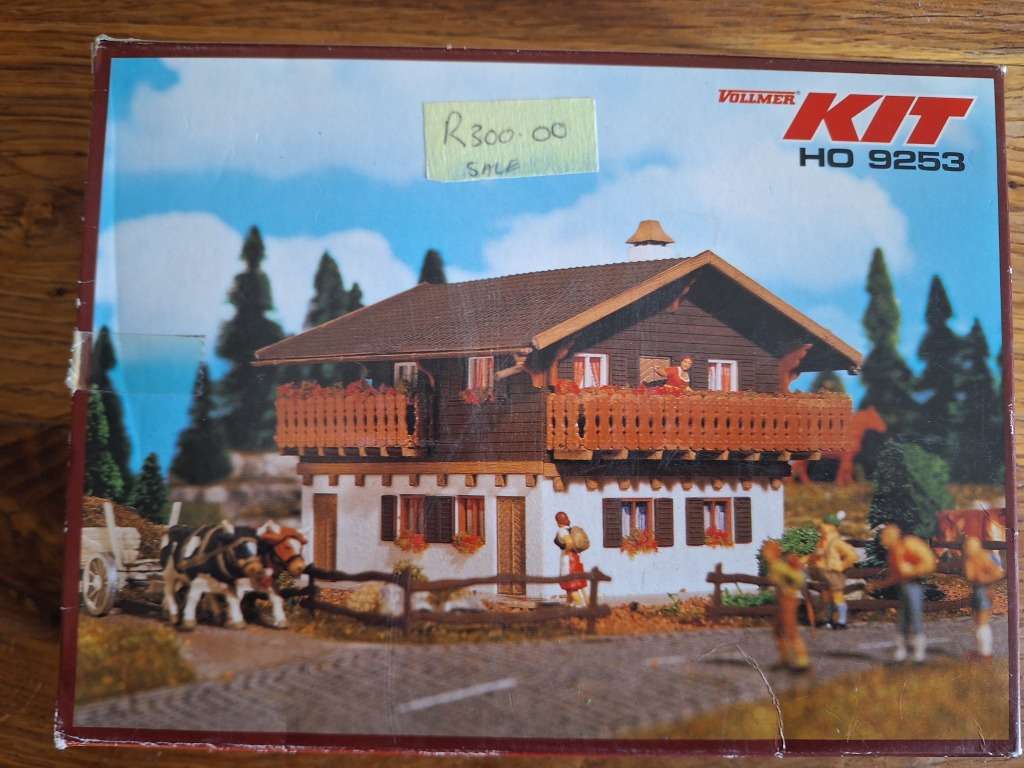 R300.00
SALE
VOLLMER KIT
HO 9253